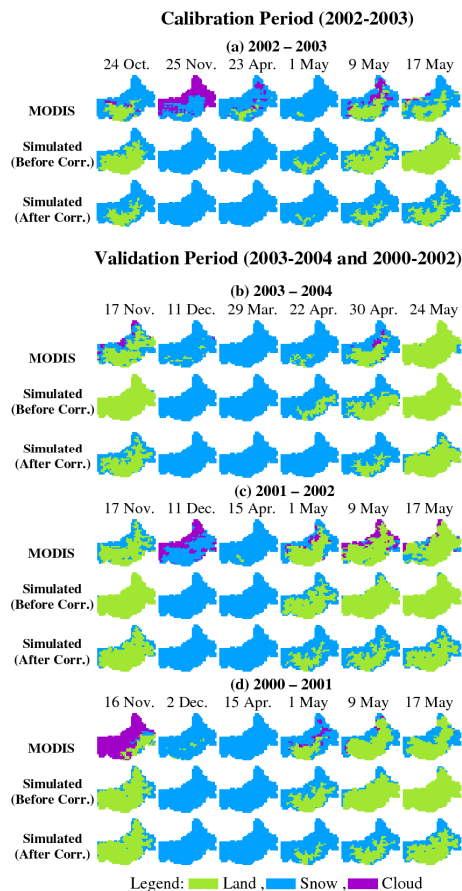 Calibration Period (2002-2003)
(a) 2002 – 2003
24 Oct. 25 Nov. 23 Apr. 1 May 9 May 17 May
MODIS
Simulated
(Before Corr.)
Simulated
(After Corr.)
Validation Period (2003-2004 and 2000-2002)
(b) 2003 – 2004
17 Nov. 11 Dec. 29 Mar. 22 Apr. 30 Apr. 24 May
MODIS
Simulated
(Before Corr.)
Simulated
(After Corr.)
(c) 2001 – 2002
17 Nov. 11 Dec. 15 Apr. 1 May 9 May 17 May
MODIS
Simulated
(Before Corr.)
Simulated
(After Corr.)
(d) 2000 – 2001
16 Nov. 2 Dec. 15 Apr. 1 May 9 May 17 May
MODIS
Simulated
(Before Corr.)
Simulated
(After Corr.)
Legend: Land , Snow , Cloud